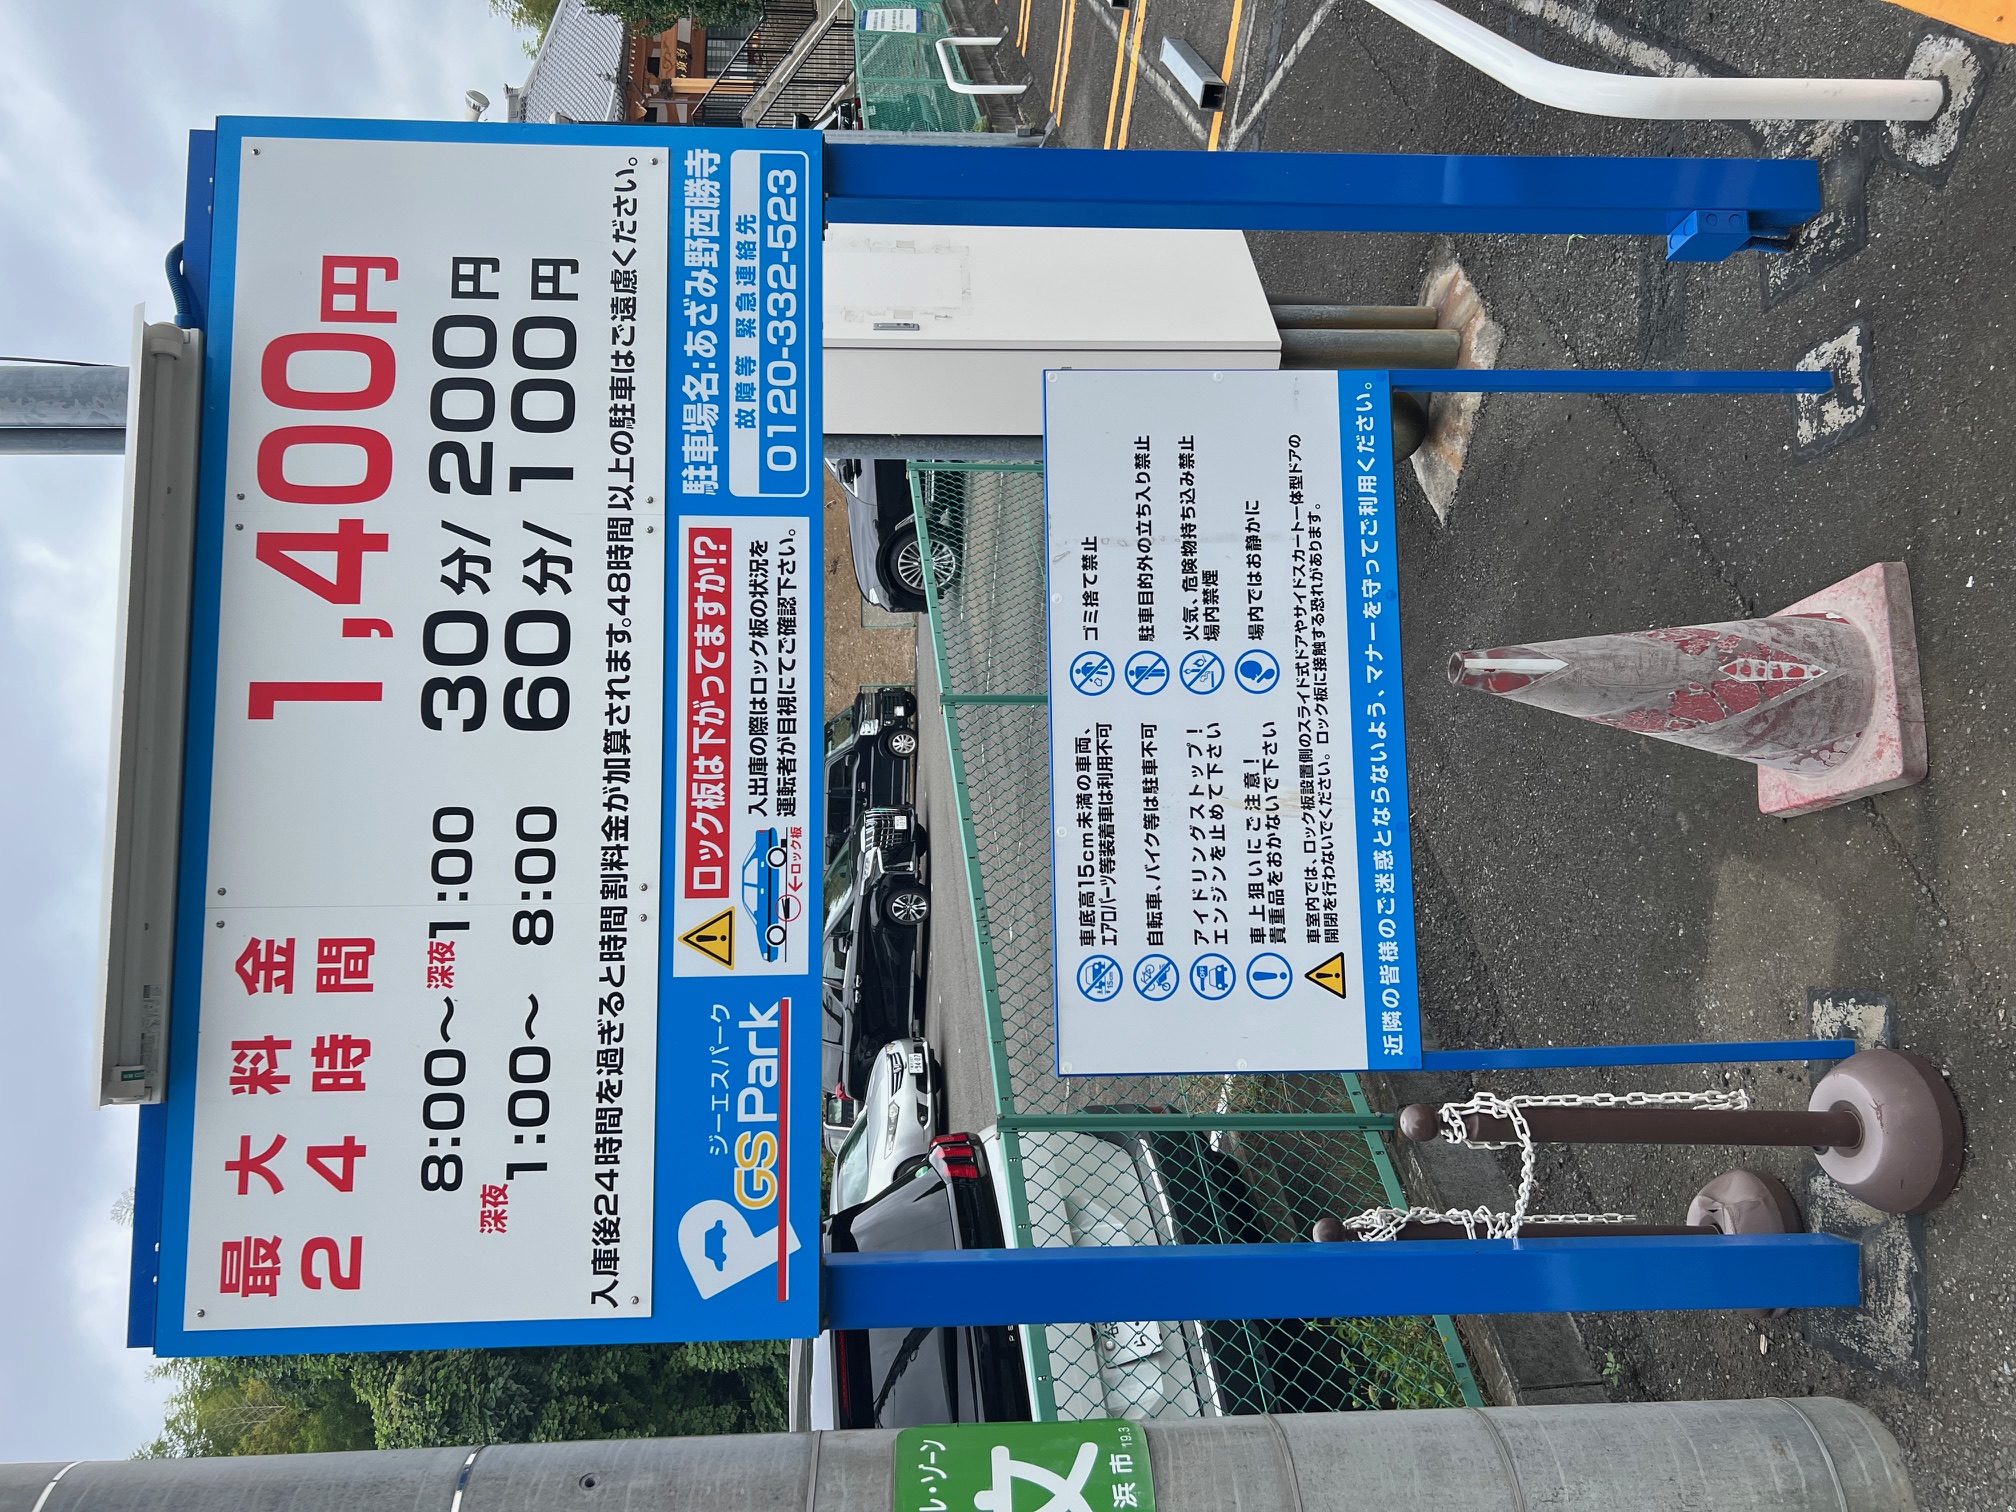 最大料金
24時間
1,400円
8:00〜深夜1:00
30分/200円
深夜1:00〜 8:00
60分/100円
入庫後24時間を過ぎると時間割料金が加算されます。48時間以上の駐車はご遠慮ください。
ジーエスパーク
GS Park
ロック板は下がってますか!?
←ロック板
入出庫の際はロック板の状況を
運転者が目視にてご確認下さい。
駐車場名:あざみ野西勝寺
故障等 緊急連絡先
0120-332-523
車底高15cm未満の車両、
エアロパーツ等装着車は利用不可
自転車、バイク等は駐車不可
アイドリングストップ!
エンジンを止めて下さい
車上狙いにご注意!
貴重品をおかないで下さい
ゴミ捨て禁止
駐車目的外の立ち入り禁止
火気、危険物持ち込み禁止
場内禁煙
場内ではお静かに
車室内では、ロック板設置側のスライド式ドアやサイドスカート一体型ドアの
開閉を行わないでください。ロック板に接触する恐れがあります。
近隣の皆様のご迷惑とならないよう、マナーを守ってご利用ください。
ル・ゾーン
文
浜市
19.3